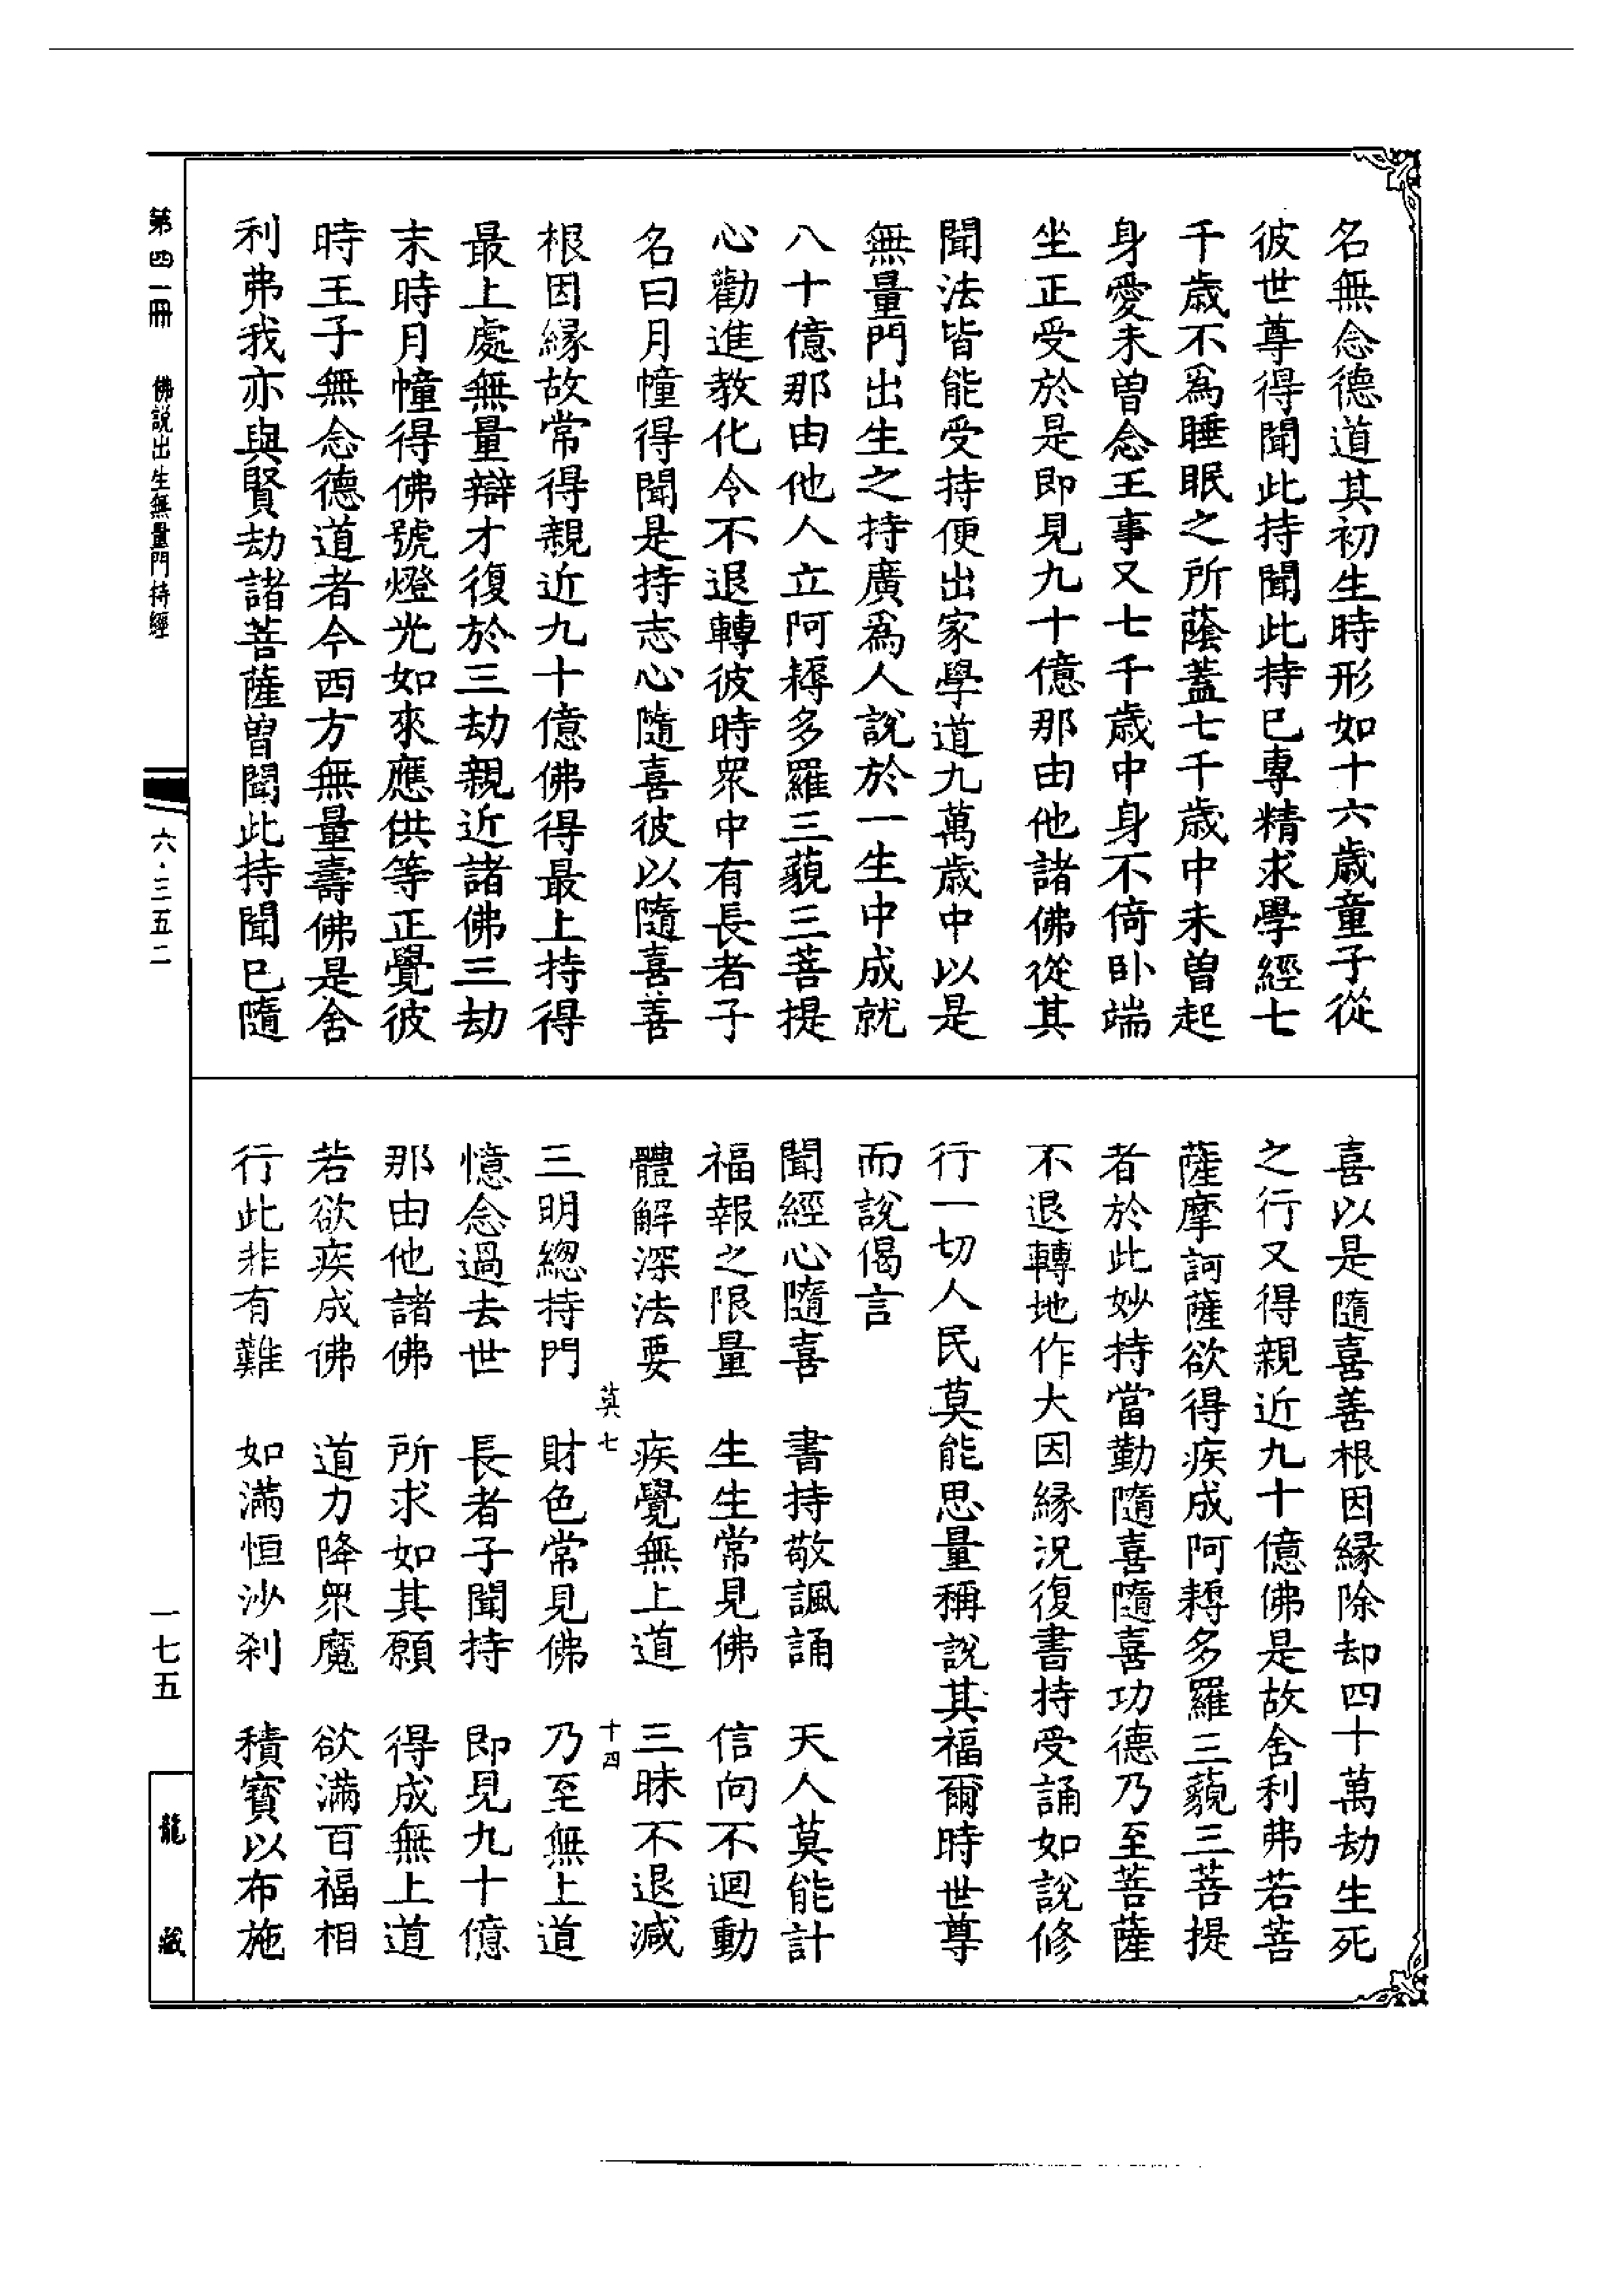 名無念德道其初生時形如十六歲童子從
彼世尊得聞此持聞此持已專精求學經七
千歲不爲睡眠之所蔭蓋七千歲中未曾起
身愛未曾念王事又七千歲中身不倚卧端
坐正受於是即見九十億那由他諸佛從其
聞法皆能受持便出家學道九萬歲中以是
無量門出生之持廣爲人說於一生中成就
八十億那由他人立阿耨多羅三藐三菩提
心勸進教化令不退轉彼時衆中有長者子
名曰月幢得聞是持志心隨喜彼以隨喜善
根因緣故常得親近九十億佛得最上持得
最上處無量辯才復於三劫親近諸佛三劫
末時月幢得佛號燈光如來應供等正覺彼
時王子無念德道者今西方無量壽佛是舍
利弗我亦與賢劫諸菩薩曾聞此持聞已隨
喜以是隨喜善根因緣除却四十萬劫生死
之行又得親近九十億佛是故舍利弗若菩
薩摩訶薩欲得疾成阿耨多羅三藐三菩提
者於此妙持當勤隨喜隨喜功德乃至菩薩
不退轉地作大因緣況復書持受誦如說修
行一切人民莫能思量稱說其福爾時世尊
而說偈言
聞經心隨喜　書持敬諷誦　天人莫能計
福報之限量　生生常見佛　信向不迴動
體解深法要　疾覺無上道　三昧不退減
莫七　十四
三明總持門　財色常見佛　乃至無上道
憶念過去世　長者子聞持　即見九十億
那由他諸佛　所求如其願　得成無上道
若欲疾成佛　道力降衆魔　欲滿百福相
行此非有難　如滿恒沙剎　積寶以布施
第四一冊　佛說出生無量門持經　六·三五二　一七五　龍藏